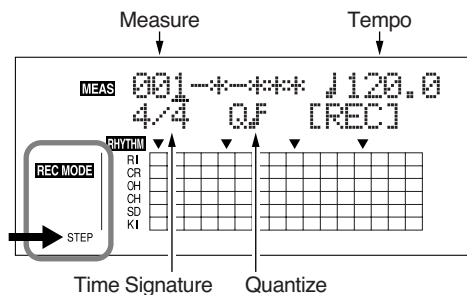 Measure Tempo
MEAS 001-*-*** ♩120.0
4/4 Q♪ [REC]
RHYTHM
RI
REC MODE CR
OH
CH
SD
STEP KI
Time Signature Quantize